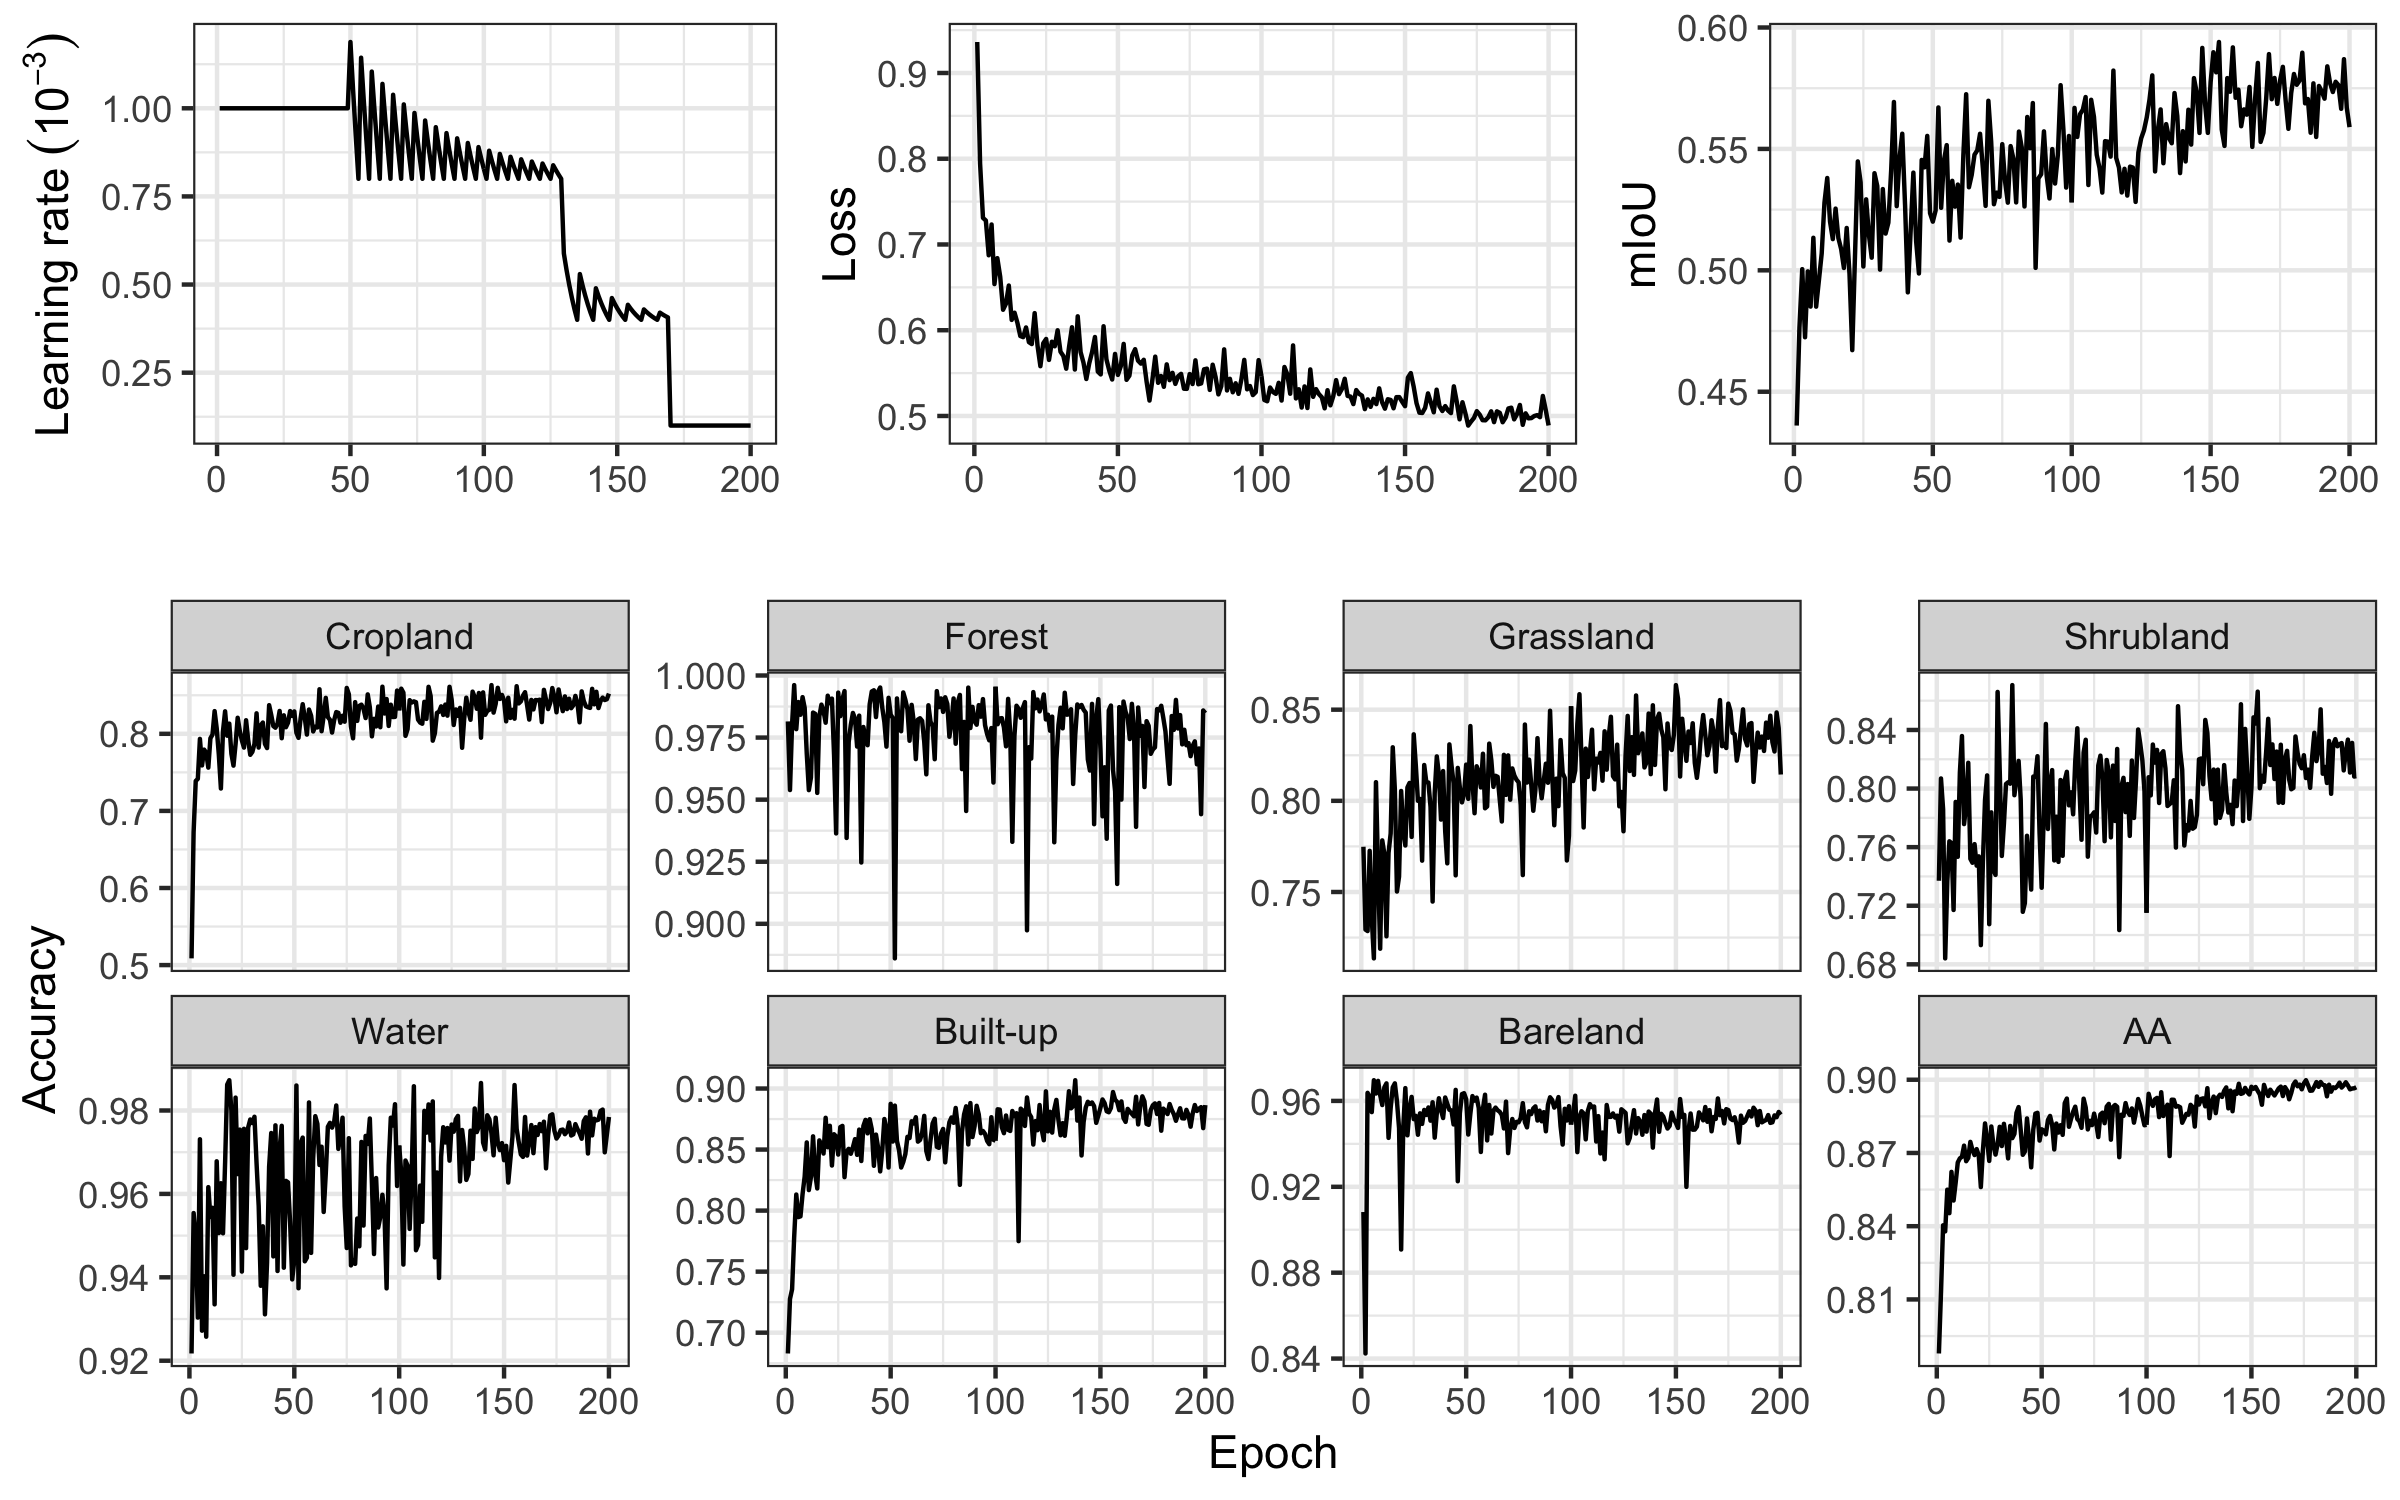 Learning rate (10⁻³)
1.00
0.75
0.50
0.25
0 50 100 150 200
Loss
0.9
0.8
0.7
0.6
0.5
0 50 100 150 200
mIoU
0.60
0.55
0.50
0.45
0 50 100 150 200
Accuracy
Cropland
0.8
0.7
0.6
0.5
Forest
1.000
0.975
0.950
0.925
0.900
Grassland
0.85
0.80
0.75
Shrubland
0.84
0.80
0.76
0.72
0.68
Water
0.98
0.96
0.94
0.92
0 50 100 150 200
Built-up
0.90
0.85
0.80
0.75
0.70
0 50 100 150 200
Bareland
0.96
0.92
0.88
0.84
0 50 100 150 200
AA
0.90
0.87
0.84
0.81
0 50 100 150 200
Epoch